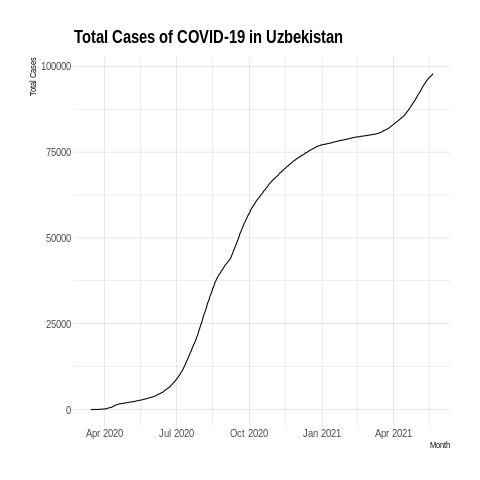 Total Cases of COVID-19 in Uzbekistan
Total Cases
100000
75000
50000
25000
0
Apr 2020 Jul 2020 Oct 2020 Jan 2021 Apr 2021
Month